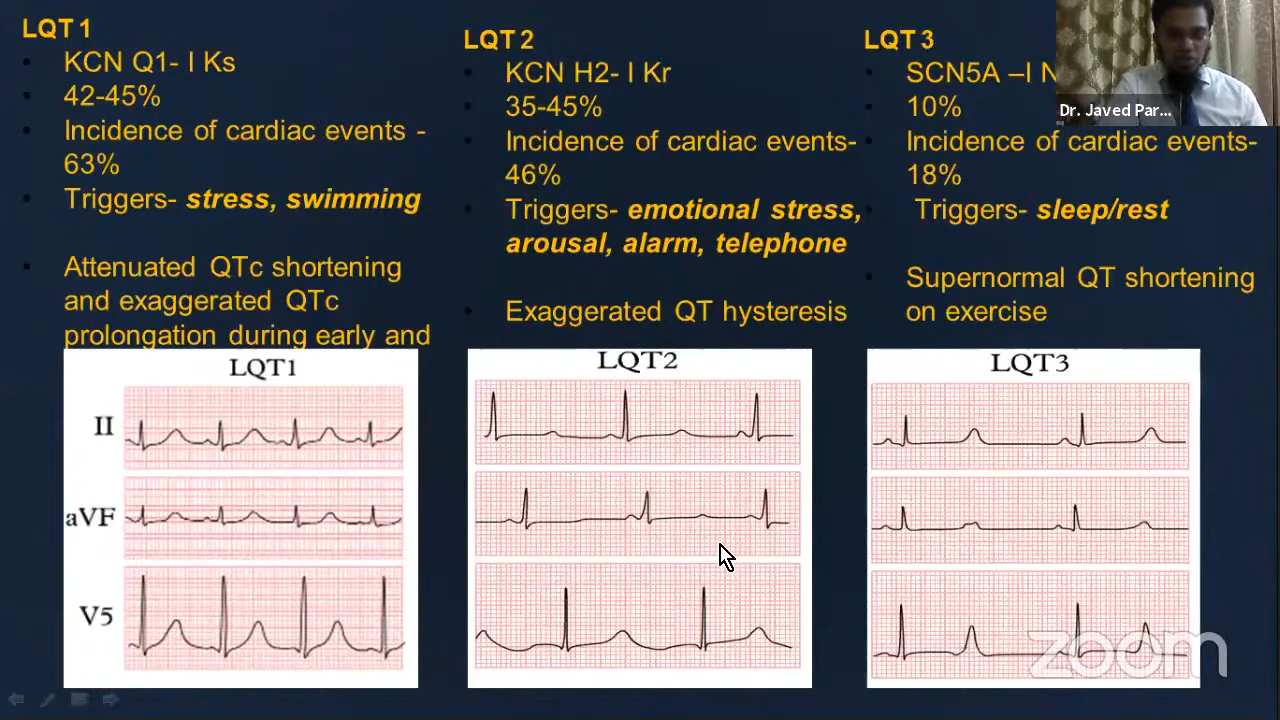 LQT 1
KCN Q1- I Ks
42-45%
Incidence of cardiac events -
63%
Triggers- stress, swimming
Attenuated QTc shortening
and exaggerated QTc
prolongation during early and
LQT 2
KCN H2- I Kr
35-45%
Incidence of cardiac events-
46%
Triggers- emotional stress,
arousal, alarm, telephone
Exaggerated QT hysteresis
LQT 3
SCN5A –I N
10%
Incidence of cardiac events-
18%
Triggers- sleep/rest
Supernormal QT shortening
on exercise
Dr. Javed Par...
LQT1
II
aVF
V5
LQT2
LQT3
zoom